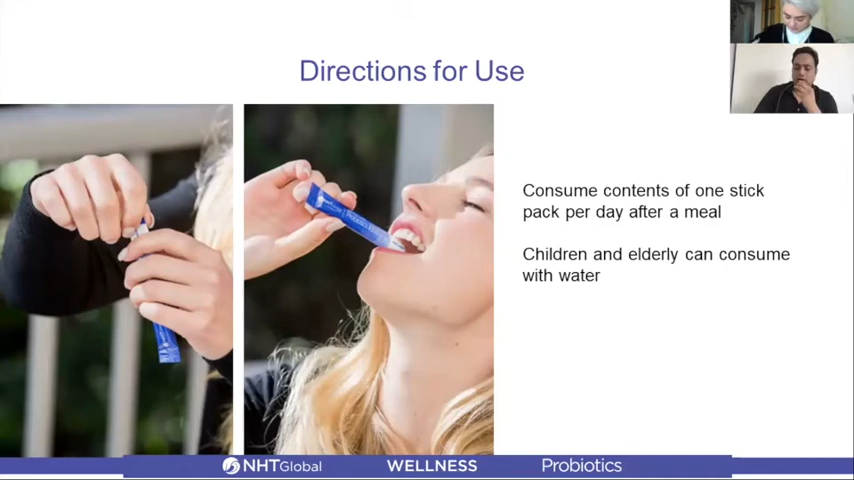 Directions for Use
Consume contents of one stick
pack per day after a meal
Children and elderly can consume
with water
NHTGlobal
WELLNESS
Probiotics